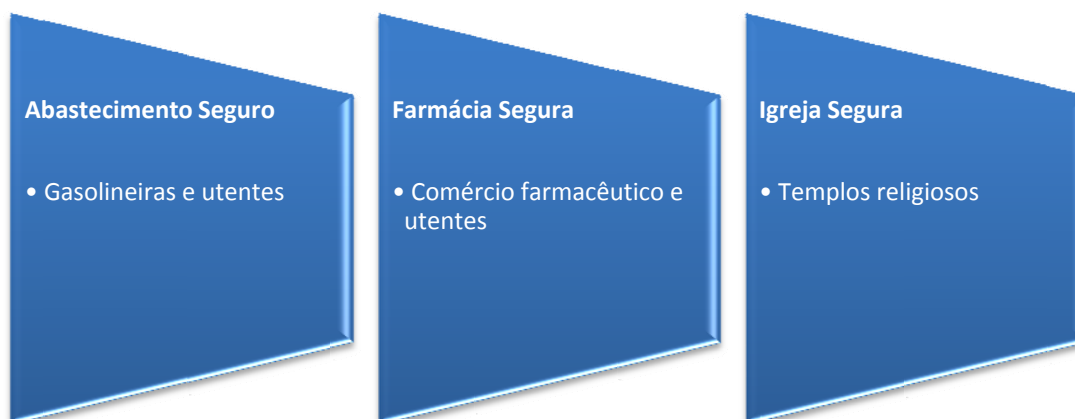 Abastecimento Seguro
• Gasolineiras e utentes
Farmácia Segura
• Comércio farmacêutico e
utentes
Igreja Segura
• Templos religiosos